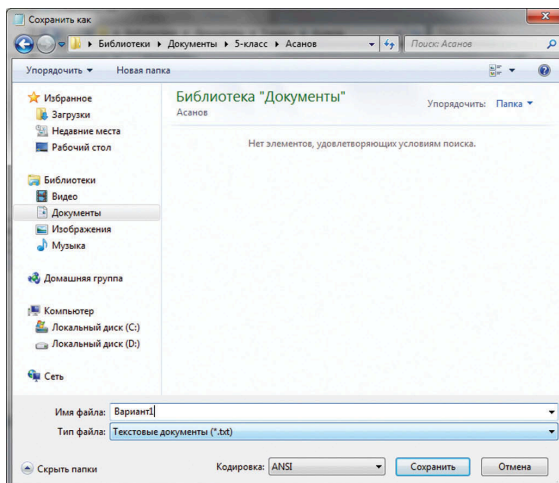 Сохранить как
Библиотеки Документы 5-класс Асанов
Поиск: Асанов
Упорядочить Новая папка
Избранное
Загрузки
Недавние места
Рабочий стол
Библиотеки
Видео
Документы
Изображения
Музыка
Домашняя группа
Компьютер
Локальный диск (C:)
Локальный диск (D:)
Сеть
Библиотека "Документы"
Асанов
Упорядочить: Папка
Нет элементов, удовлетворяющих условиям поиска.
Имя файла: Вариант1
Тип файла: Текстовые документы (*.txt)
Скрыть папки
Кодировка: ANSI
Сохранить
Отмена